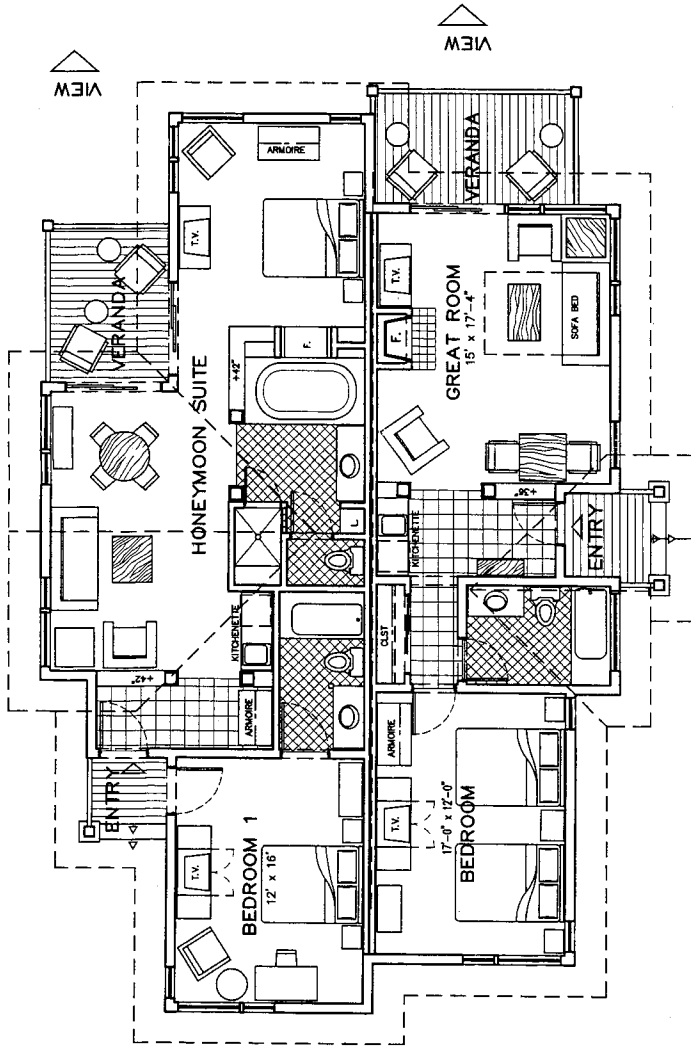 VIEW
VIEW
VERANDA
VERANDA
HONEYMOON SUITE
ARMOIRE
T.V.
F.
+42"
L
KITCHENETTE
ARMOIRE
+42"
ENTRY
BEDROOM 1
12' x 16'
T.V.
GREAT ROOM
15' x 17'-4"
T.V.
F.
SOFA BED
+36"
KITCHENETTE
ENTRY
CLST
ARMOIRE
T.V.
BEDROOM
17'-0" x 12'-0"